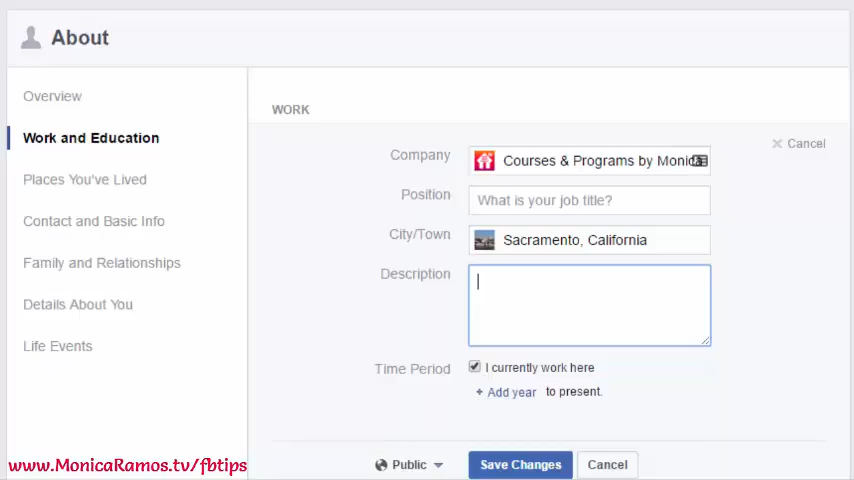 About
Overview
Work and Education
Places You've Lived
Contact and Basic Info
Family and Relationships
Details About You
Life Events
WORK
Cancel
Company Courses & Programs by Monica
Position What is your job title?
City/Town Sacramento, California
Description
Time Period I currently work here
+ Add year to present.
Public Save Changes Cancel
www.MonicaRamos.tv/fbtips